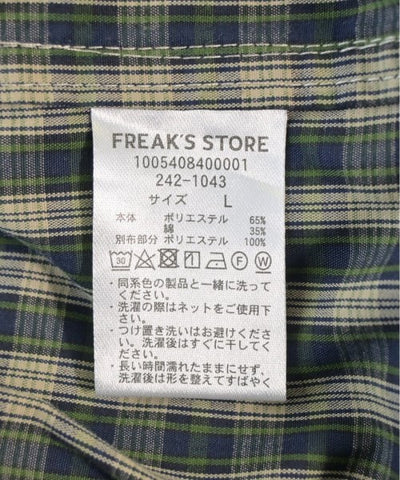 FREAK'S STORE
1005408400001
242-1043
サイズ L
本体 ポリエステル 65%
綿 35%
別布部分 ポリエステル 100%
・同系色の製品と一緒に洗って
ください。
・洗濯の際はネットをご使用下
さい。
・つけ置き洗いはお避けくださ
い。洗濯後はすぐに干してく
ださい。
・長い時間濡れたままにせず、
洗濯後は形を整えてすばやく